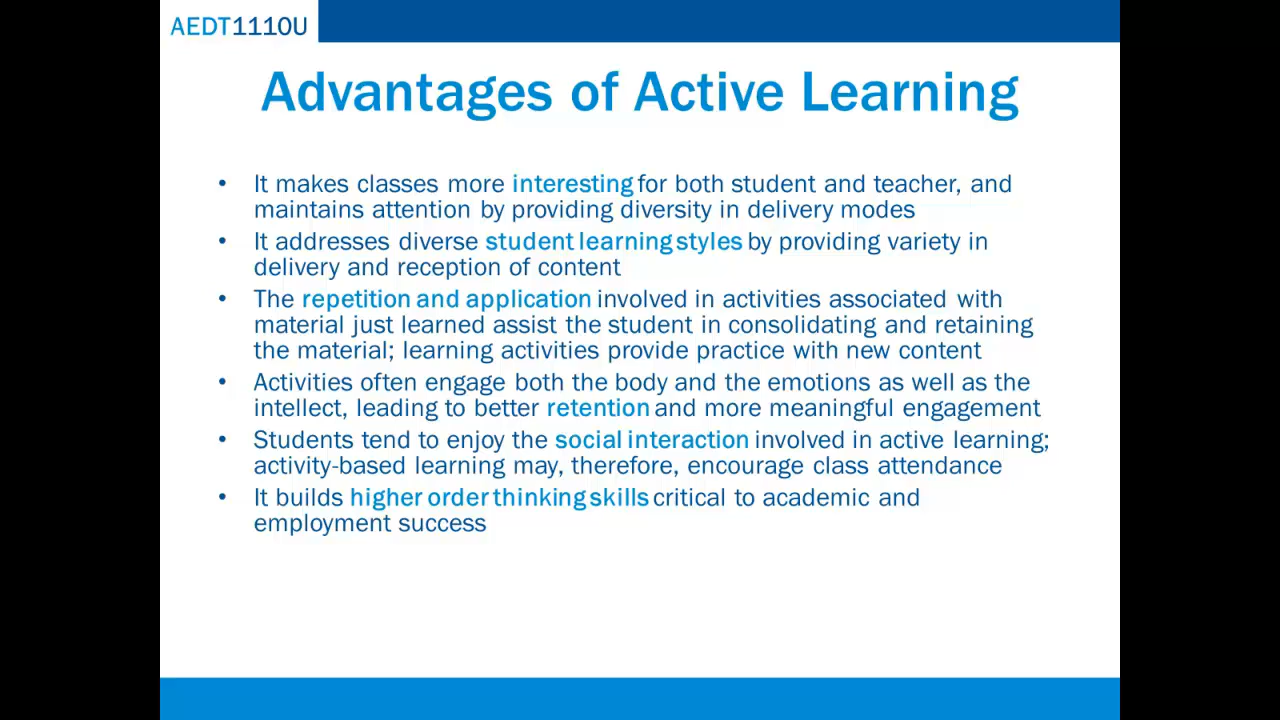 AEDT1110U
Advantages of Active Learning
• It makes classes more interesting for both student and teacher, and
maintains attention by providing diversity in delivery modes
• It addresses diverse student learning styles by providing variety in
delivery and reception of content
• The repetition and application involved in activities associated with
material just learned assist the student in consolidating and retaining
the material; learning activities provide practice with new content
• Activities often engage both the body and the emotions as well as the
intellect, leading to better retention and more meaningful engagement
• Students tend to enjoy the social interaction involved in active learning;
activity-based learning may, therefore, encourage class attendance
• It builds higher order thinking skills critical to academic and
employment success